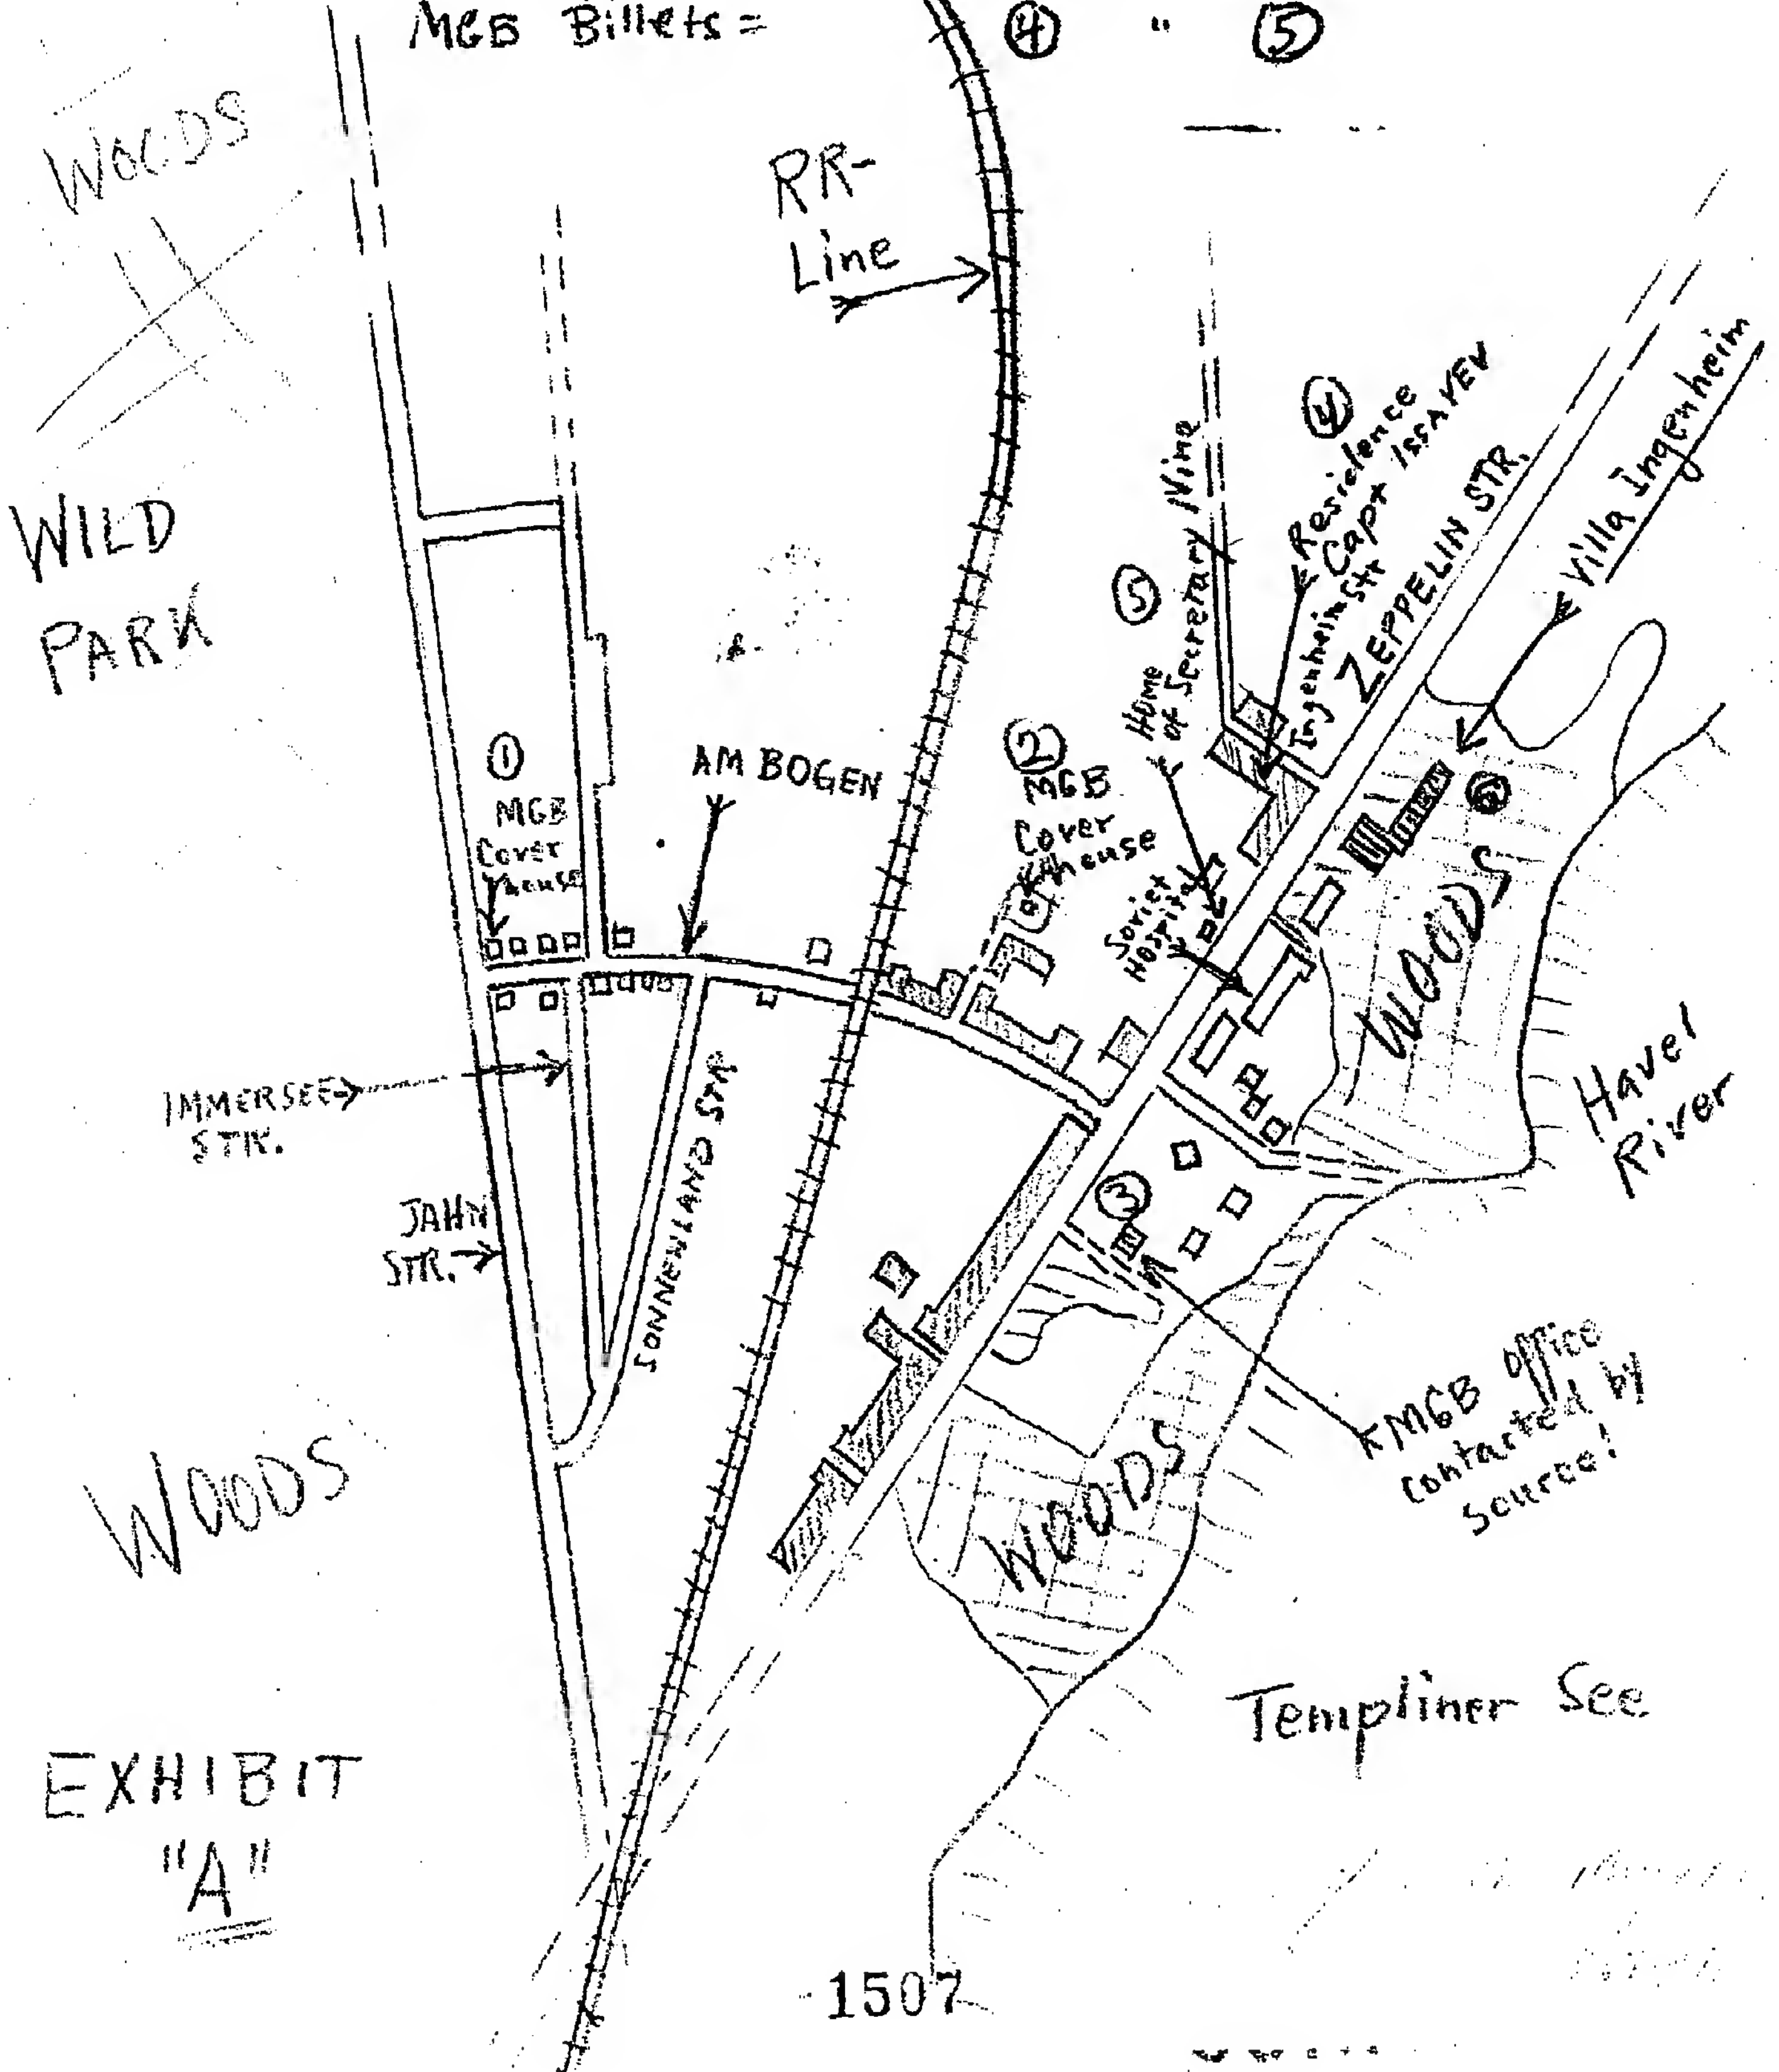 MGB Billets = ④ " ⑤
WOODS
RR-
Line
WILD
PARK
④
Residence
Capt ISSAYEV
Ingenheim Str
ZEPPELIN STR.
Villa Ingenheim
⑤
Home
of Secretary Nina
①
MGB
Cover
house
AM BOGEN
②
MGB
Cover
house
Soviet
Hospital
⑥
WOODS
Havel
River
IMMERSEE
STR.
JAHN
STR.
SONNENLAND STR
③
MGB office
contacted by
source!
WOODS
WOODS
Templiner See
EXHIBIT
"A"
1507